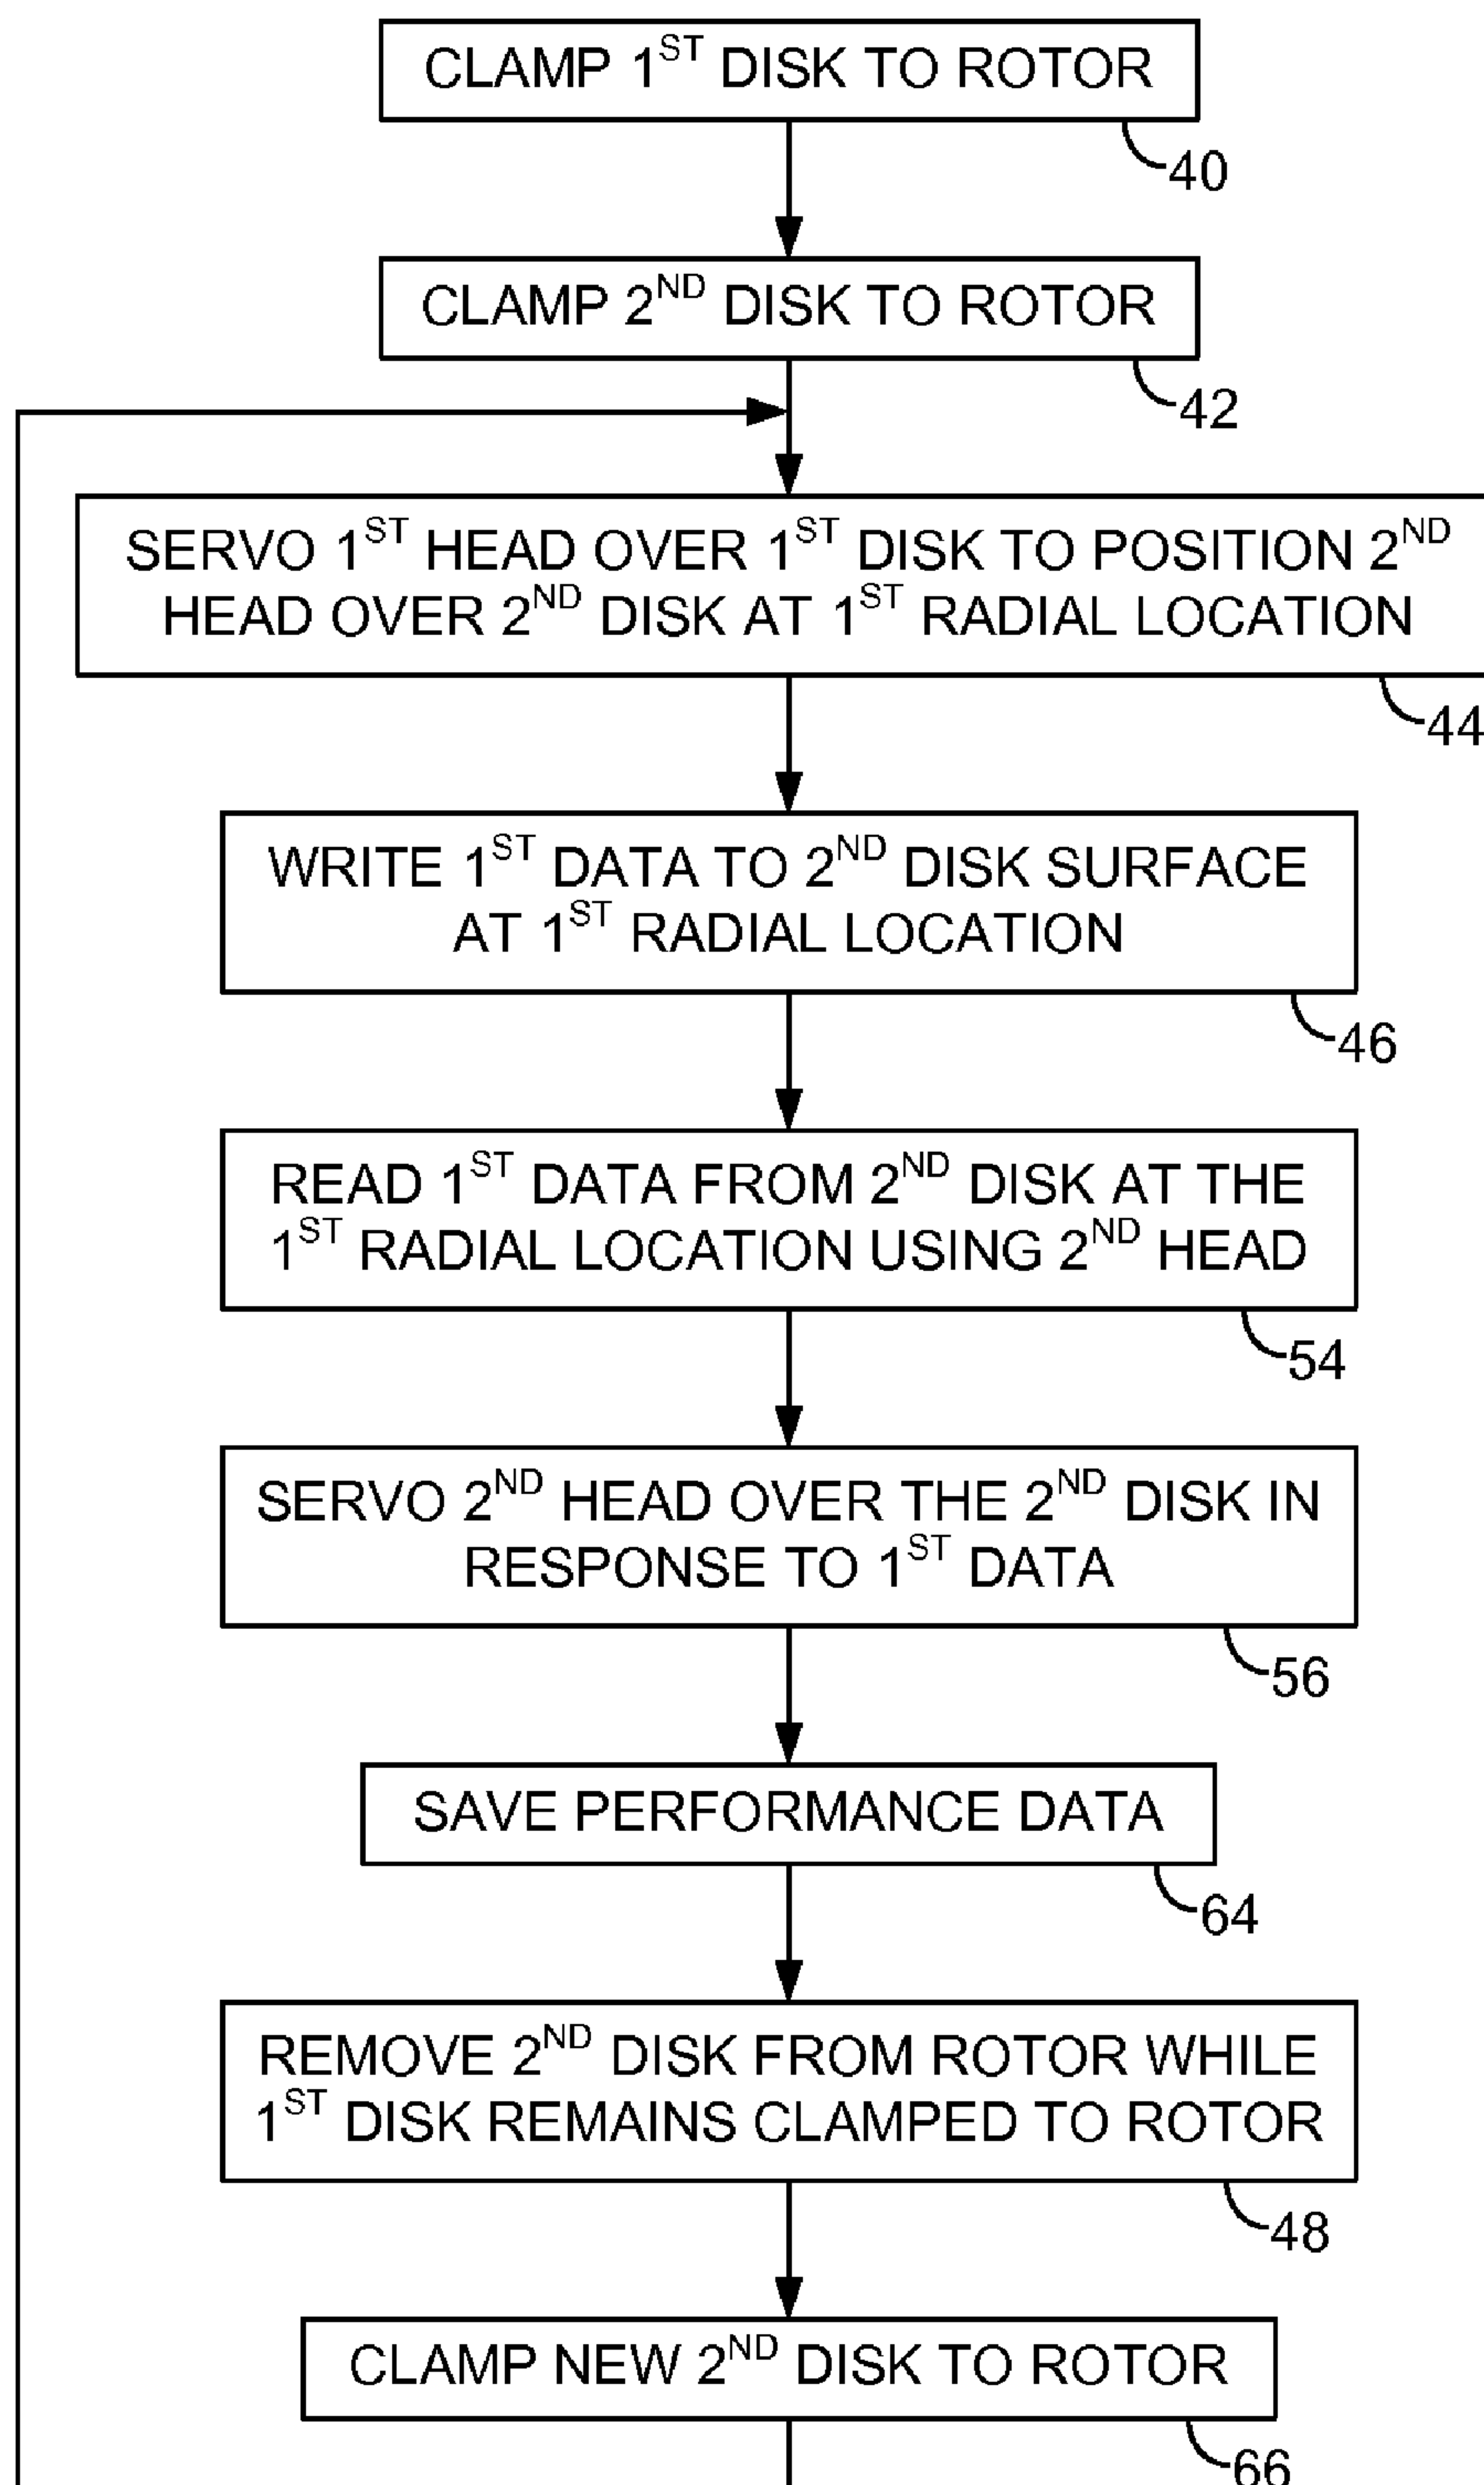 CLAMP 1ST DISK TO ROTOR
40
CLAMP 2ND DISK TO ROTOR
42
SERVO 1ST HEAD OVER 1ST DISK TO POSITION 2ND
HEAD OVER 2ND DISK AT 1ST RADIAL LOCATION
44
WRITE 1ST DATA TO 2ND DISK SURFACE
AT 1ST RADIAL LOCATION
46
READ 1ST DATA FROM 2ND DISK AT THE
1ST RADIAL LOCATION USING 2ND HEAD
54
SERVO 2ND HEAD OVER THE 2ND DISK IN
RESPONSE TO 1ST DATA
56
SAVE PERFORMANCE DATA
64
REMOVE 2ND DISK FROM ROTOR WHILE
1ST DISK REMAINS CLAMPED TO ROTOR
48
CLAMP NEW 2ND DISK TO ROTOR
66